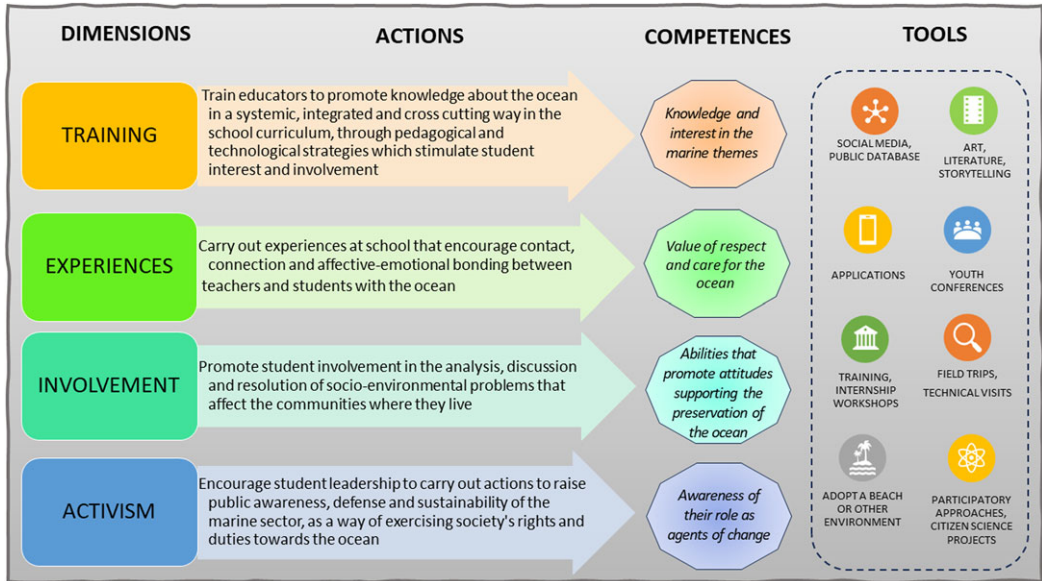 DIMENSIONS
ACTIONS
COMPETENCES
TOOLS
TRAINING
Train educators to promote knowledge about the ocean
in a systemic, integrated and cross cutting way in the
school curriculum, through pedagogical and
technological strategies which stimulate student
interest and involvement
Knowledge and
interest in the
marine themes
EXPERIENCES
Carry out experiences at school that encourage contact,
connection and affective-emotional bonding between
teachers and students with the ocean
Value of respect
and care for the
ocean
INVOLVEMENT
Promote student involvement in the analysis, discussion
and resolution of socio-environmental problems that
affect the communities where they live
Abilities that
promote attitudes
supporting the
preservation of
the ocean
ACTIVISM
Encourage student leadership to carry out actions to raise
public awareness, defense and sustainability of the
marine sector, as a way of exercising society's rights and
duties towards the ocean
Awareness of
their role as
agents of change
SOCIAL MEDIA,
PUBLIC DATABASE
ART,
LITERATURE,
STORYTELLING
APPLICATIONS
YOUTH
CONFERENCES
TRAINING,
INTERNSHIP
WORKSHOPS
FIELD TRIPS,
TECHNICAL VISITS
ADOPT A BEACH
OR OTHER
ENVIRONMENT
PARTICIPATORY
APPROACHES,
CITIZEN SCIENCE
PROJECTS